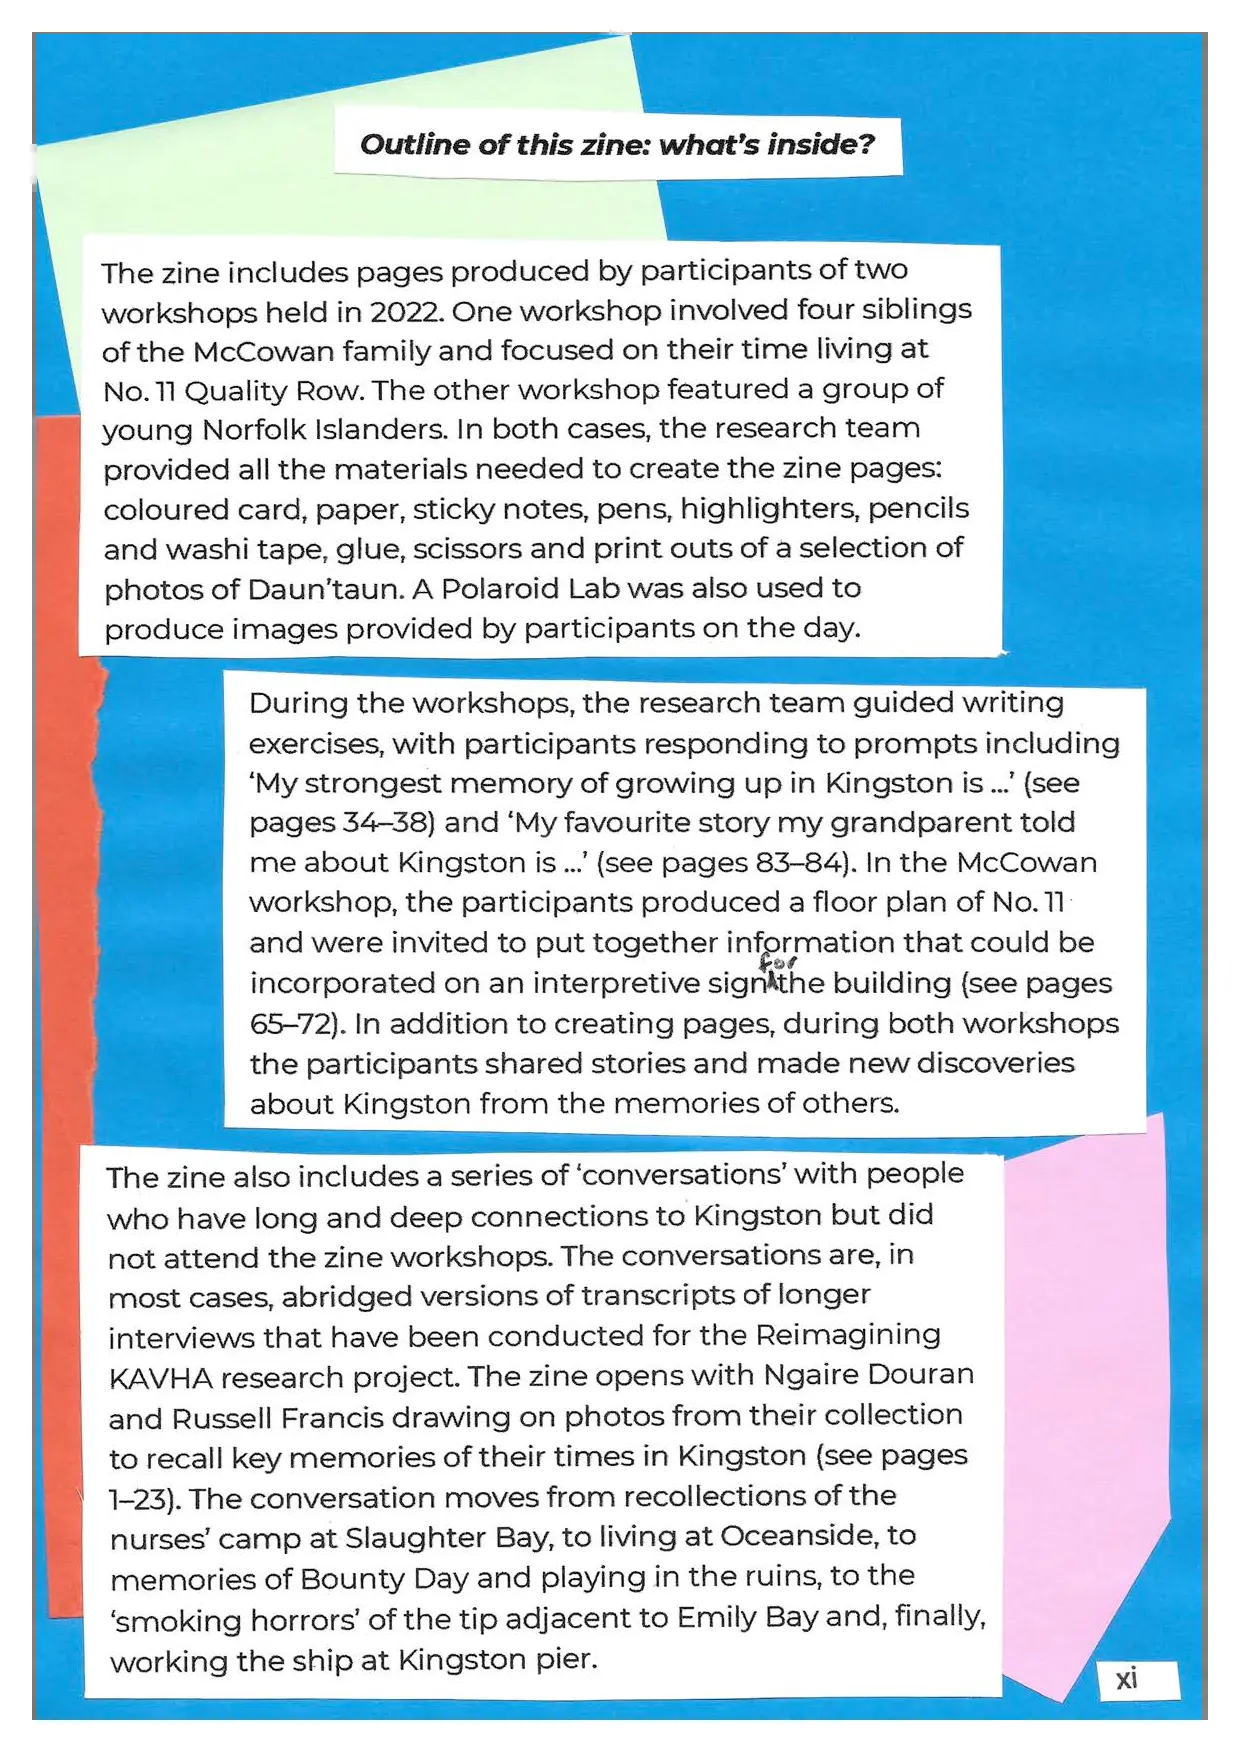 Outline of this zine: what's inside?
The zine includes pages produced by participants of two
workshops held in 2022. One workshop involved four siblings
of the McCowan family and focused on their time living at
No. 11 Quality Row. The other workshop featured a group of
young Norfolk Islanders. In both cases, the research team
provided all the materials needed to create the zine pages:
coloured card, paper, sticky notes, pens, highlighters, pencils
and washi tape, glue, scissors and print outs of a selection of
photos of Daun'taun. A Polaroid Lab was also used to
produce images provided by participants on the day.
During the workshops, the research team guided writing
exercises, with participants responding to prompts including
'My strongest memory of growing up in Kingston is ...' (see
pages 34–38) and 'My favourite story my grandparent told
me about Kingston is ...' (see pages 83–84). In the McCowan
workshop, the participants produced a floor plan of No. 11
and were invited to put together information that could be
incorporated on an interpretive sign for the building (see pages
65–72). In addition to creating pages, during both workshops
the participants shared stories and made new discoveries
about Kingston from the memories of others.
The zine also includes a series of 'conversations' with people
who have long and deep connections to Kingston but did
not attend the zine workshops. The conversations are, in
most cases, abridged versions of transcripts of longer
interviews that have been conducted for the Reimagining
KAVHA research project. The zine opens with Ngaire Douran
and Russell Francis drawing on photos from their collection
to recall key memories of their times in Kingston (see pages
1–23). The conversation moves from recollections of the
nurses' camp at Slaughter Bay, to living at Oceanside, to
memories of Bounty Day and playing in the ruins, to the
'smoking horrors' of the tip adjacent to Emily Bay and, finally,
working the ship at Kingston pier.
xi